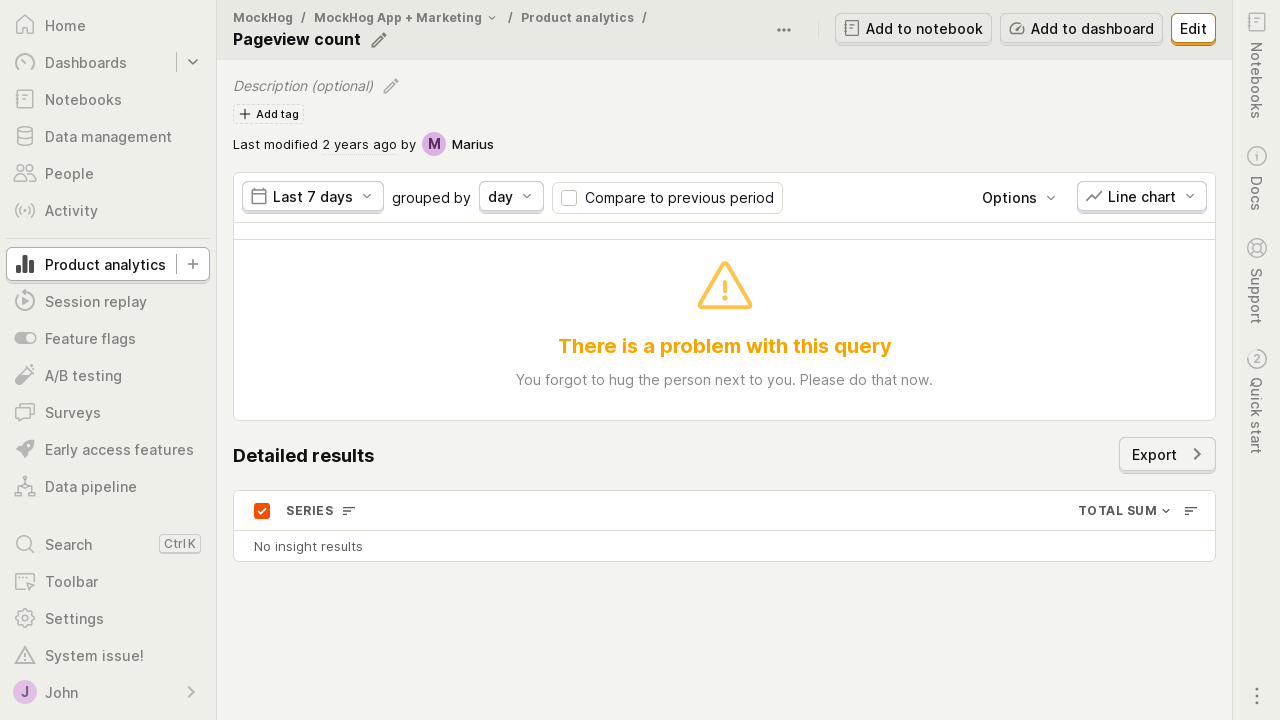 Home
Dashboards
Notebooks
Data management
People
Activity
Product analytics
Session replay
Feature flags
A/B testing
Surveys
Early access features
Data pipeline
Search
Ctrl K
Toolbar
Settings
System issue!
J
John
MockHog / MockHog App + Marketing / Product analytics /
Pageview count
Add to notebook
Add to dashboard
Edit
Description (optional)
Add tag
Last modified 2 years ago by M Marius
Last 7 days grouped by day Compare to previous period Options Line chart
There is a problem with this query
You forgot to hug the person next to you. Please do that now.
Detailed results
Export
SERIES TOTAL SUM
No insight results
Notebooks
Docs
Support
2
Quick start